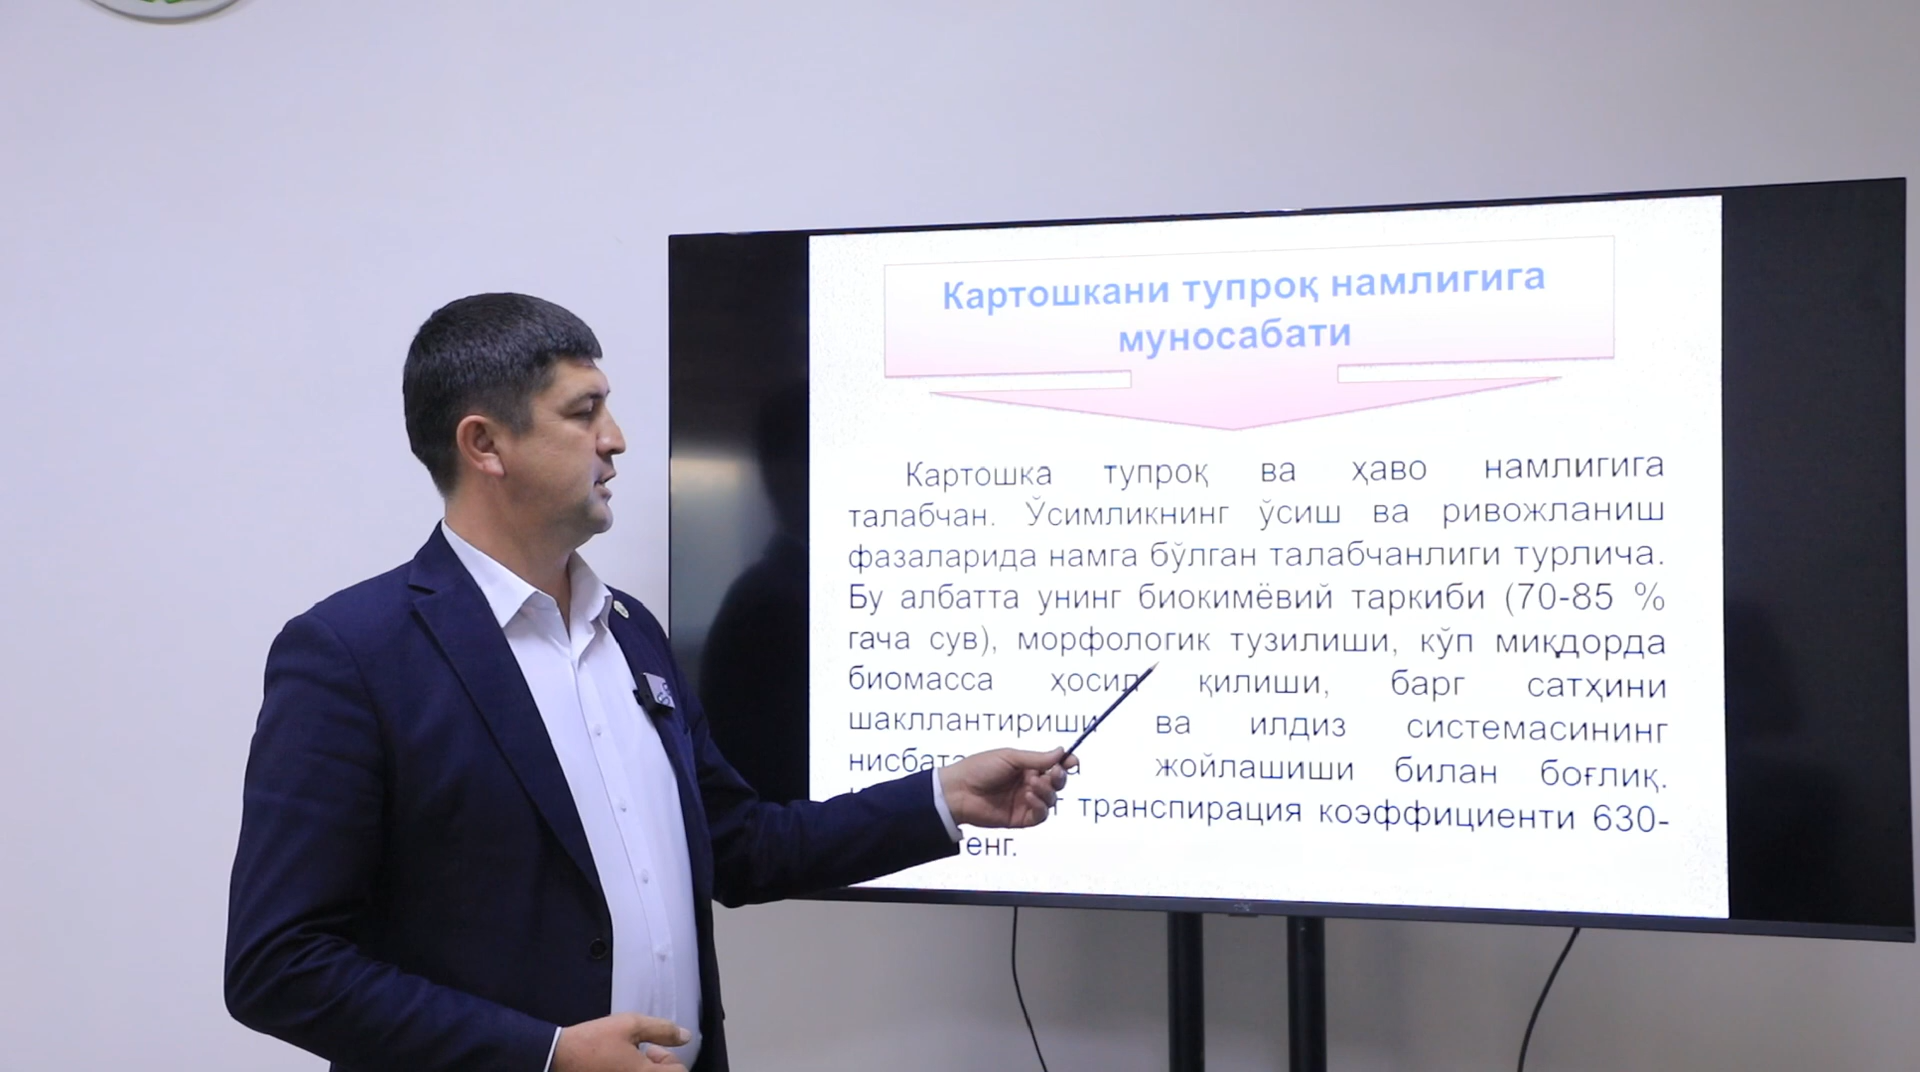 Картошкани тупроқ намлигига
муносабати
Картошка тупроқ ва ҳаво намлигига
талабчан. Ўсимликнинг ўсиш ва ривожланиш
фазаларида намга бўлган талабчанлиги турлича.
Бу албатта унинг биокимёвий таркиби (70-85 %
гача сув), морфологик тузилиши, кўп миқдорда
биомасса ҳосил қилиши, барг сатҳини
шакллантириши ва илдиз системасининг
жойлашиши билан боғлиқ.
транспирация коэффициенти 630-